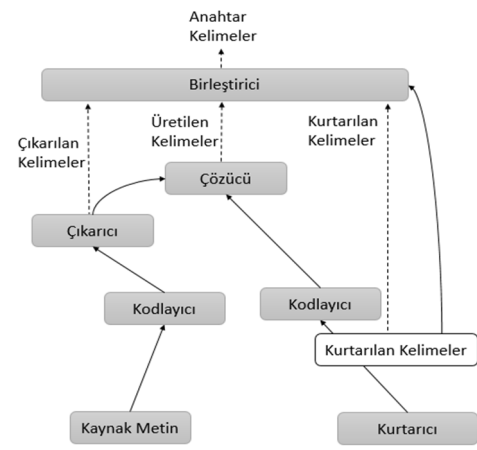 Anahtar
Kelimeler
Birleştirici
Çıkarılan
Kelimeler
Üretilen
Kelimeler
Kurtarılan
Kelimeler
Çözücü
Çıkarıcı
Kodlayıcı
Kodlayıcı
Kurtarılan Kelimeler
Kaynak Metin
Kurtarıcı